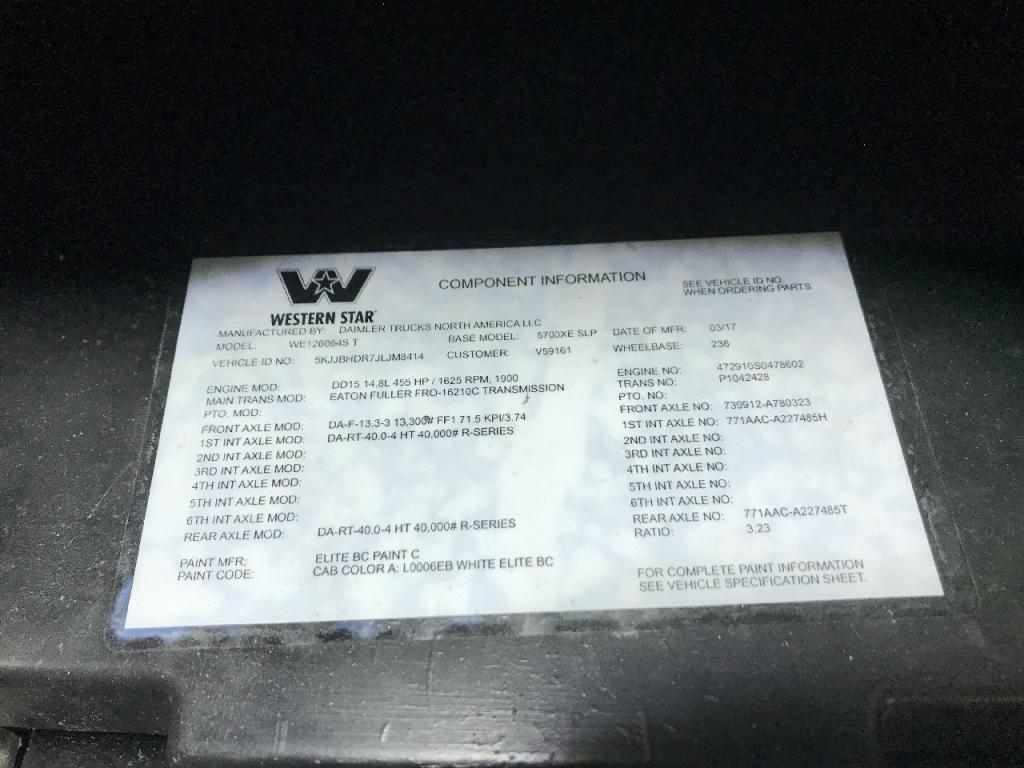 WESTERN STAR
COMPONENT INFORMATION
SEE VEHICLE ID NO
WHEN ORDERING PARTS
MANUFACTURED BY: DAIMLER TRUCKS NORTH AMERICA LLC
MODEL: WE126064S T BASE MODEL: 5700XE SLP DATE OF MFR: 03/17
VEHICLE ID NO: 5KJJBHDR7JLJM8414 CUSTOMER: V59161 WHEELBASE: 236
ENGINE MOD: DD15 14.8L 455 HP / 1625 RPM, 1900 ENGINE NO: 472910S0478602
MAIN TRANS MOD: EATON FULLER FRO-16210C TRANSMISSION TRANS NO: P1042428
PTO. MOD: PTO. NO:
FRONT AXLE MOD: DA-F-13.3-3 13,300# FF1 71.5 KPI/3.74 FRONT AXLE NO: 739912-A780323
1ST INT AXLE MOD: DA-RT-40.0-4 HT 40,000# R-SERIES 1ST INT AXLE NO: 771AAC-A227485H
2ND INT AXLE MOD: 2ND INT AXLE NO:
3RD INT AXLE MOD: 3RD INT AXLE NO:
4TH INT AXLE MOD: 4TH INT AXLE NO:
5TH INT AXLE MOD: 5TH INT AXLE NO:
6TH INT AXLE MOD: 6TH INT AXLE NO:
REAR AXLE MOD: DA-RT-40.0-4 HT 40,000# R-SERIES REAR AXLE NO: 771AAC-A227485T
RATIO: 3.23
PAINT MFR: ELITE BC PAINT C
PAINT CODE: CAB COLOR A: L0006EB WHITE ELITE BC
FOR COMPLETE PAINT INFORMATION
SEE VEHICLE SPECIFICATION SHEET.